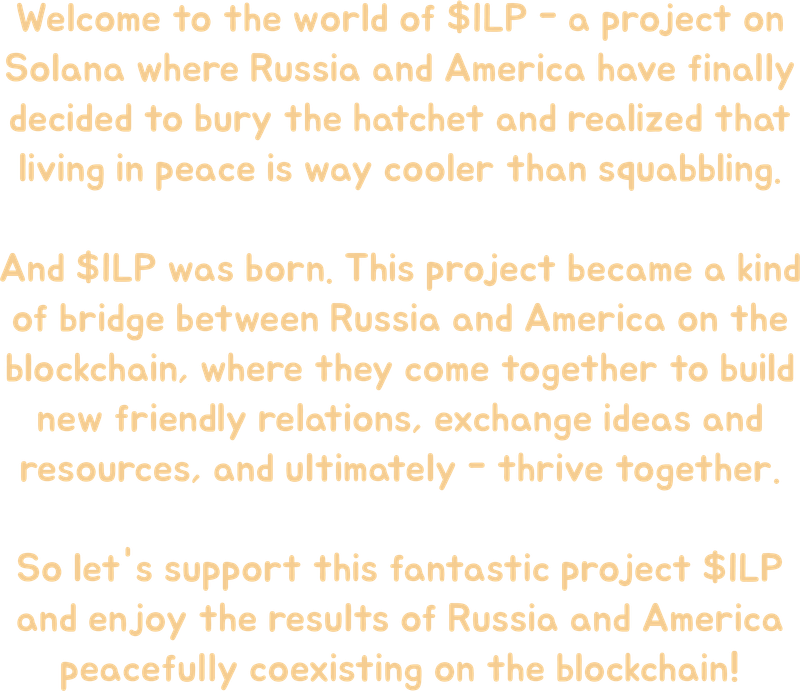 Welcome to the world of $ILP - a project on
Solana where Russia and America have finally
decided to bury the hatchet and realized that
living in peace is way cooler than squabbling.
And $ILP was born. This project became a kind
of bridge between Russia and America on the
blockchain, where they come together to build
new friendly relations, exchange ideas and
resources, and ultimately - thrive together.
So let's support this fantastic project $ILP
and enjoy the results of Russia and America
peacefully coexisting on the blockchain!